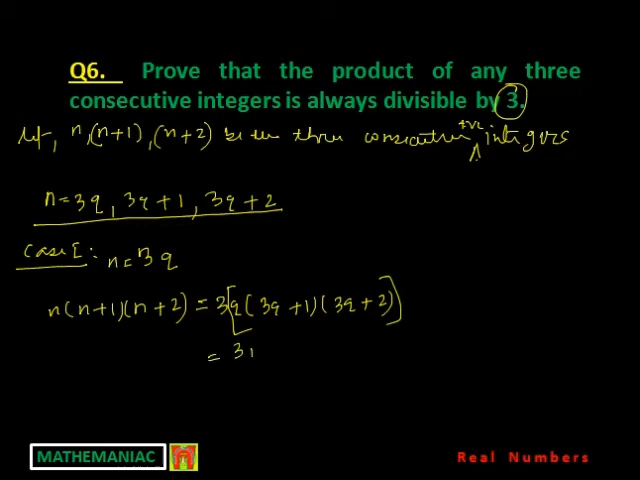 Q6. Prove that the product of any three
consecutive integers is always divisible by 3.
let, n, (n+1), (n+2) be the three consecutive +ve integers
n = 3q, 3q+1, 3q+2
Case I: n = 3q
n(n+1)(n+2) = 3[q(3q+1)(3q+2)]
= 3
MATHEMANIAC
Real Numbers